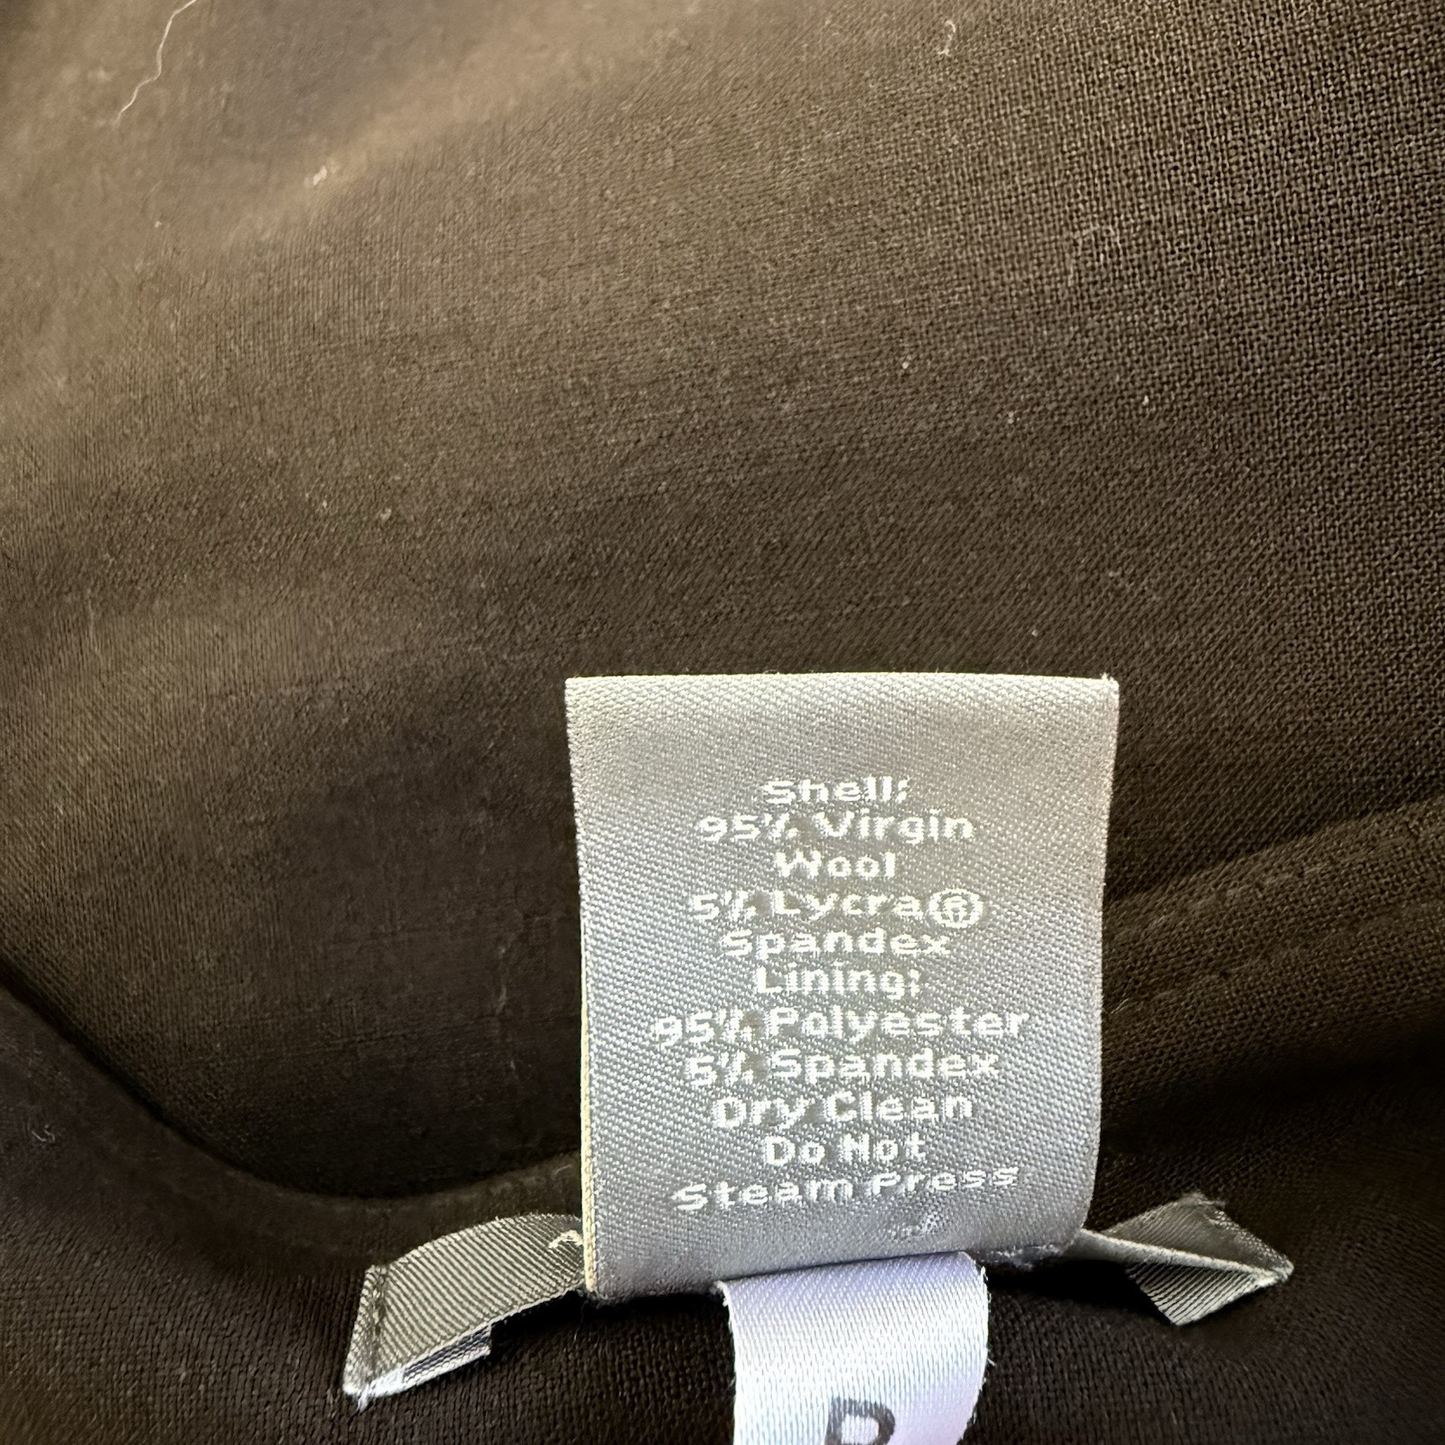 Shell:
95% Virgin
Wool
5% Lycra®
Spandex
Lining:
95% Polyester
5% Spandex
Dry Clean
Do Not
Steam Press